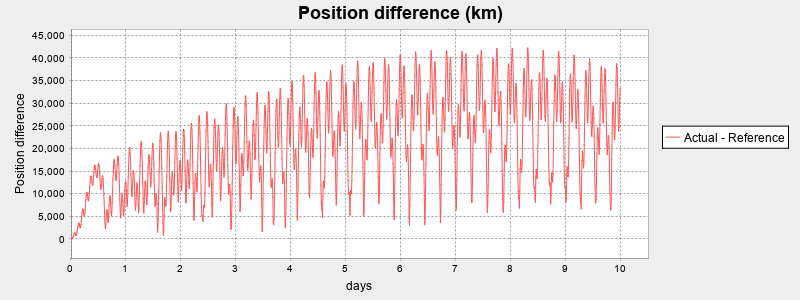 Position difference (km)
45,000
40,000
35,000
30,000
25,000
20,000
15,000
10,000
5,000
0
Position difference
0 1 2 3 4 5 6 7 8 9 10
days
Actual - Reference